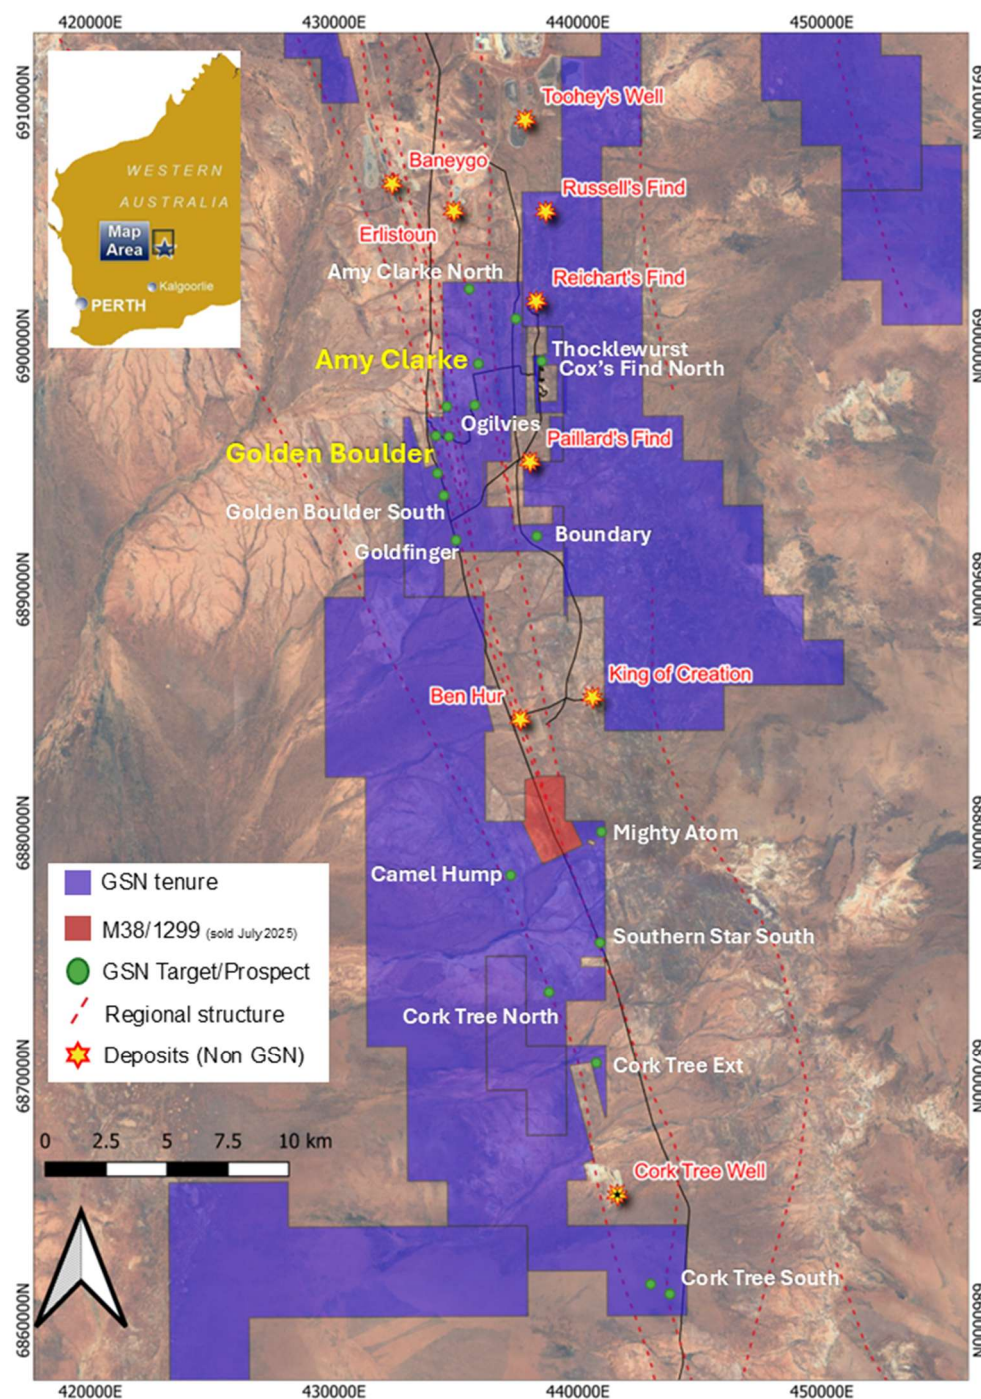 420000E
430000E
440000E
450000E
6910000N
6900000N
6890000N
6880000N
6870000N
6860000N
WESTERN
AUSTRALIA
Map
Area
Kalgoorlie
PERTH
Toohey's Well
Baneygo
Russell's Find
Erlistoun
Amy Clarke North
Reichart's Find
Amy Clarke
Thocklewurst
Cox's Find North
Ogilvies
Paillard's Find
Golden Boulder
Golden Boulder South
Boundary
Goldfinger
King of Creation
Ben Hur
Mighty Atom
Camel Hump
Southern Star South
Cork Tree North
Cork Tree Ext
Cork Tree Well
Cork Tree South
GSN tenure
M38/1299 (sold July 2025)
GSN Target/Prospect
Regional structure
Deposits (Non GSN)
0 2.5 5 7.5 10 km
6910000N
6900000N
6890000N
6880000N
6870000N
6860000N
420000E
430000E
440000E
450000E